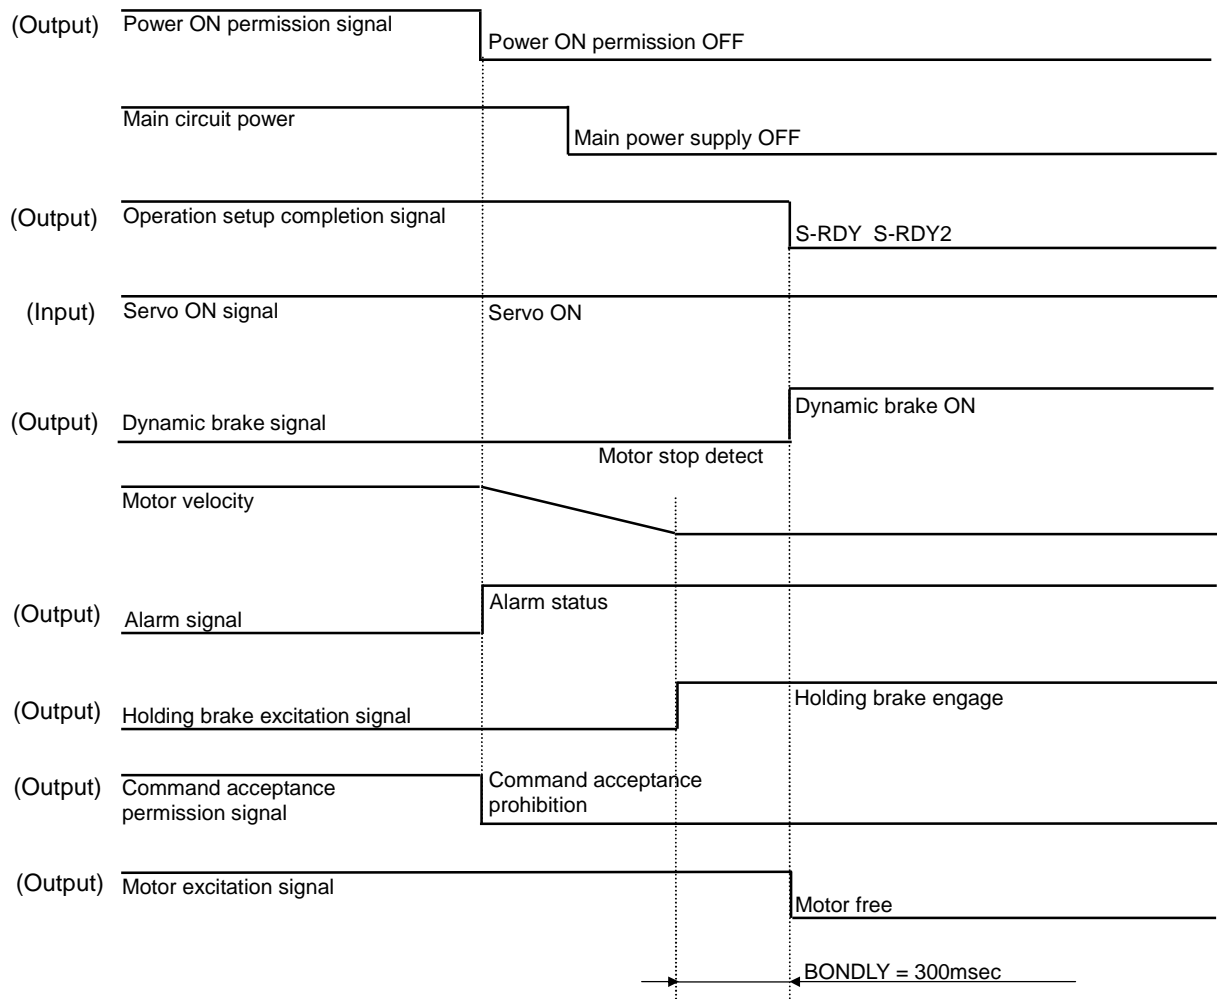 (Output) Power ON permission signal
Power ON permission OFF
Main circuit power
Main power supply OFF
(Output) Operation setup completion signal
S-RDY S-RDY2
(Input) Servo ON signal
Servo ON
Dynamic brake ON
(Output) Dynamic brake signal
Motor stop detect
Motor velocity
Alarm status
(Output) Alarm signal
Holding brake engage
(Output) Holding brake excitation signal
(Output) Command acceptance
permission signal
Command acceptance
prohibition
(Output) Motor excitation signal
Motor free
BONDLY = 300msec